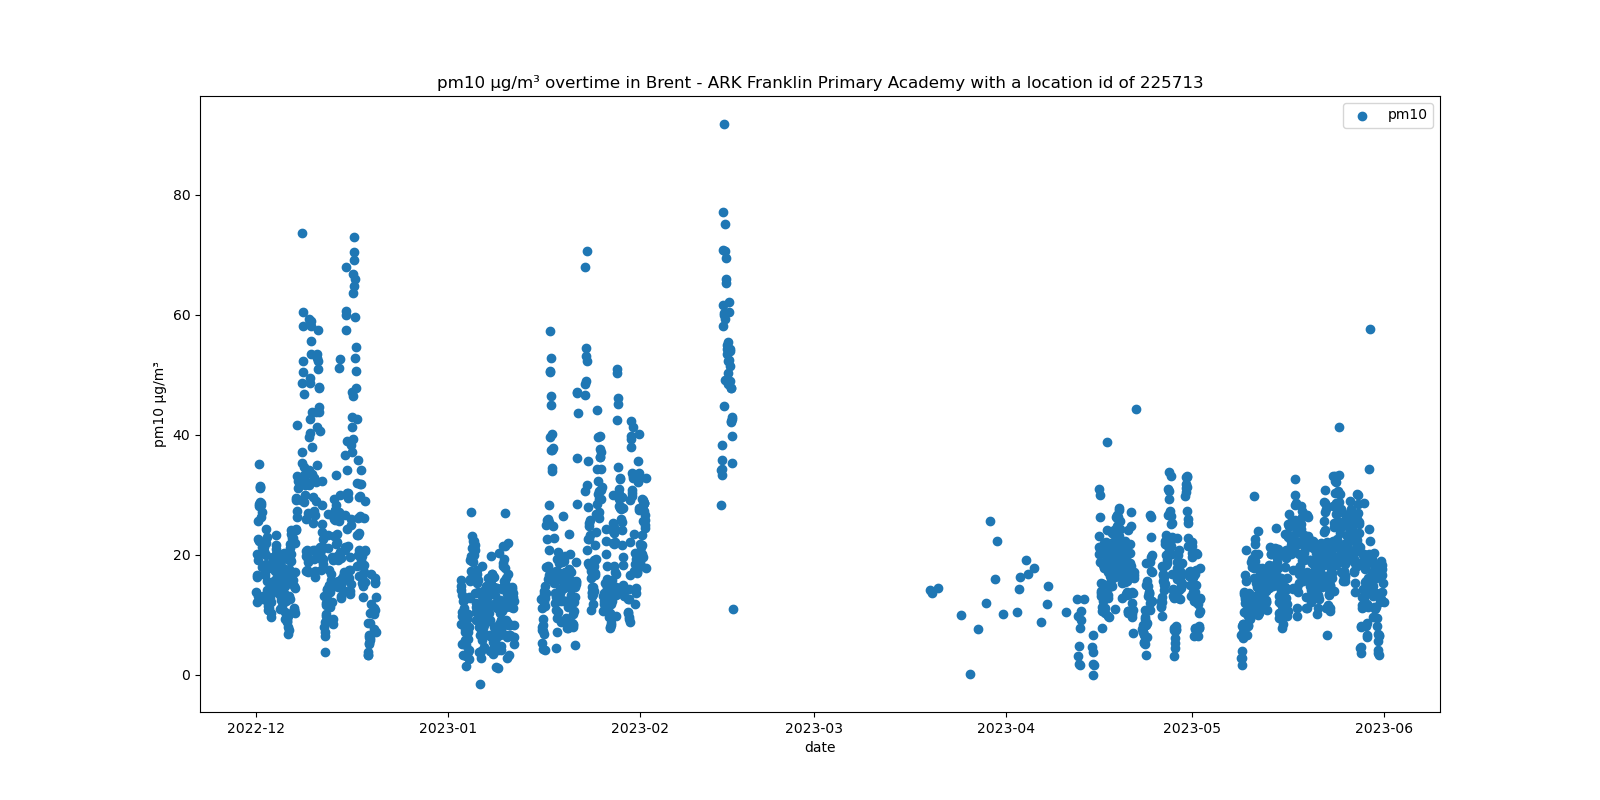 pm10 µg/m³ overtime in Brent - ARK Franklin Primary Academy with a location id of 225713
pm10
80
60
40
20
0
pm10 µg/m³
2022-12 2023-01 2023-02 2023-03 2023-04 2023-05 2023-06
date